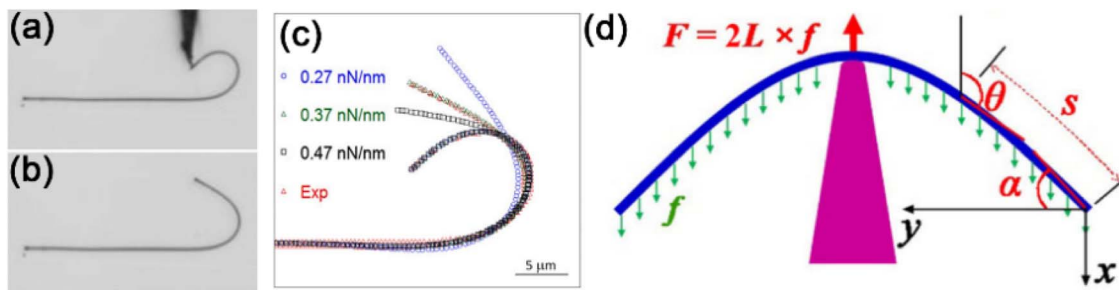 (a)
(b)
(c)
0.27 nN/nm
0.37 nN/nm
0.47 nN/nm
Exp
5 µm
(d)
F = 2L × f
θ
s
α
f
y
x